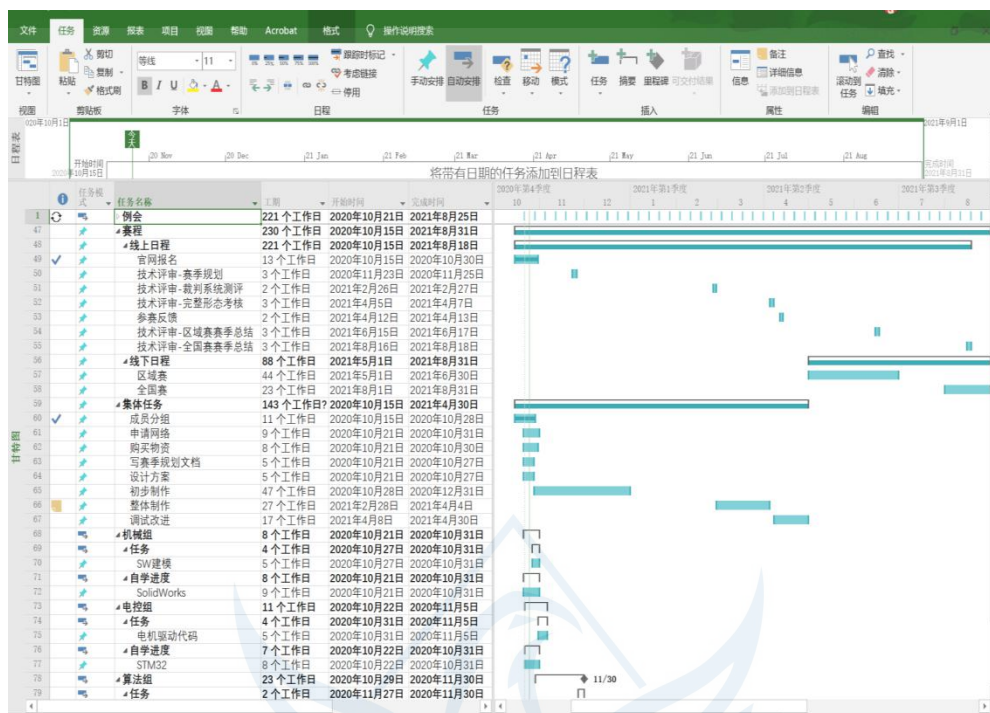 文件 任务 资源 报表 项目 视图 帮助 Acrobat 格式 操作说明搜索
甘特图 粘贴 剪切 复制 格式刷 等线 11 B I U A 跟踪时标记 考虑链接 停用 手动安排 自动安排 检查 移动 模式 任务 摘要 里程碑 可交付结果 信息 备注 详细信息 添加到日程表 滚动到任务 查找 清除 填充
视图 剪贴板 字体 日程 任务 插入 属性 编辑
020年10月1日 今天 2021年9月1日
日程表
20 Nov 20 Dec 21 Jan 21 Feb 21 Mar 21 Apr 21 May 21 Jun 21 Jul 21 Aug
开始时间 2020年10月15日 将带有日期的任务添加到日程表 完成时间 2021年8月31日
2020年第4季度 2021年第1季度 2021年第2季度 2021年第3季度
任务模式 任务名称 工期 开始时间 完成时间 10 11 12 1 2 3 4 5 6 7 8
甘特图
1 例会 221 个工作日 2020年10月21日 2021年8月25日
47 赛程 230 个工作日 2020年10月15日 2021年8月31日
48 线上日程 221 个工作日 2020年10月15日 2021年8月18日
49 官网报名 13 个工作日 2020年10月15日 2020年10月30日
50 技术评审-赛季规划 3 个工作日 2020年11月23日 2020年11月25日
51 技术评审-裁判系统测评 2 个工作日 2021年2月26日 2021年2月27日
52 技术评审-完整形态考核 3 个工作日 2021年4月5日 2021年4月7日
53 参赛反馈 2 个工作日 2021年4月12日 2021年4月13日
54 技术评审-区域赛赛季总结 3 个工作日 2021年6月15日 2021年6月17日
55 技术评审-全国赛赛季总结 3 个工作日 2021年8月16日 2021年8月18日
56 线下日程 88 个工作日 2021年5月1日 2021年8月31日
57 区域赛 44 个工作日 2021年5月1日 2021年6月30日
58 全国赛 23 个工作日 2021年8月1日 2021年8月31日
59 集体任务 143 个工作日? 2020年10月15日 2021年4月30日
60 成员分组 11 个工作日 2020年10月15日 2020年10月28日
61 申请网络 9 个工作日 2020年10月21日 2020年10月31日
62 购买物资 8 个工作日 2020年10月21日 2020年10月30日
63 写赛季规划文档 5 个工作日 2020年10月21日 2020年10月27日
64 设计方案 5 个工作日 2020年10月21日 2020年10月27日
65 初步制作 47 个工作日 2020年10月28日 2020年12月31日
66 整体制作 27 个工作日 2021年2月28日 2021年4月4日
67 调试改进 17 个工作日 2021年4月8日 2021年4月30日
68 机械组 8 个工作日 2020年10月21日 2020年10月31日
69 任务 4 个工作日 2020年10月27日 2020年10月31日
70 SW建模 5 个工作日 2020年10月27日 2020年10月31日
71 自学进度 8 个工作日 2020年10月21日 2020年10月31日
72 SolidWorks 9 个工作日 2020年10月21日 2020年10月31日
73 电控组 11 个工作日 2020年10月22日 2020年11月5日
74 任务 4 个工作日 2020年10月31日 2020年11月5日
75 电机驱动代码 5 个工作日 2020年10月31日 2020年11月5日
76 自学进度 7 个工作日 2020年10月22日 2020年10月31日
77 STM32 8 个工作日 2020年10月22日 2020年10月31日
78 算法组 23 个工作日 2020年10月29日 2020年11月30日 11/30
79 任务 2 个工作日 2020年11月27日 2020年11月30日